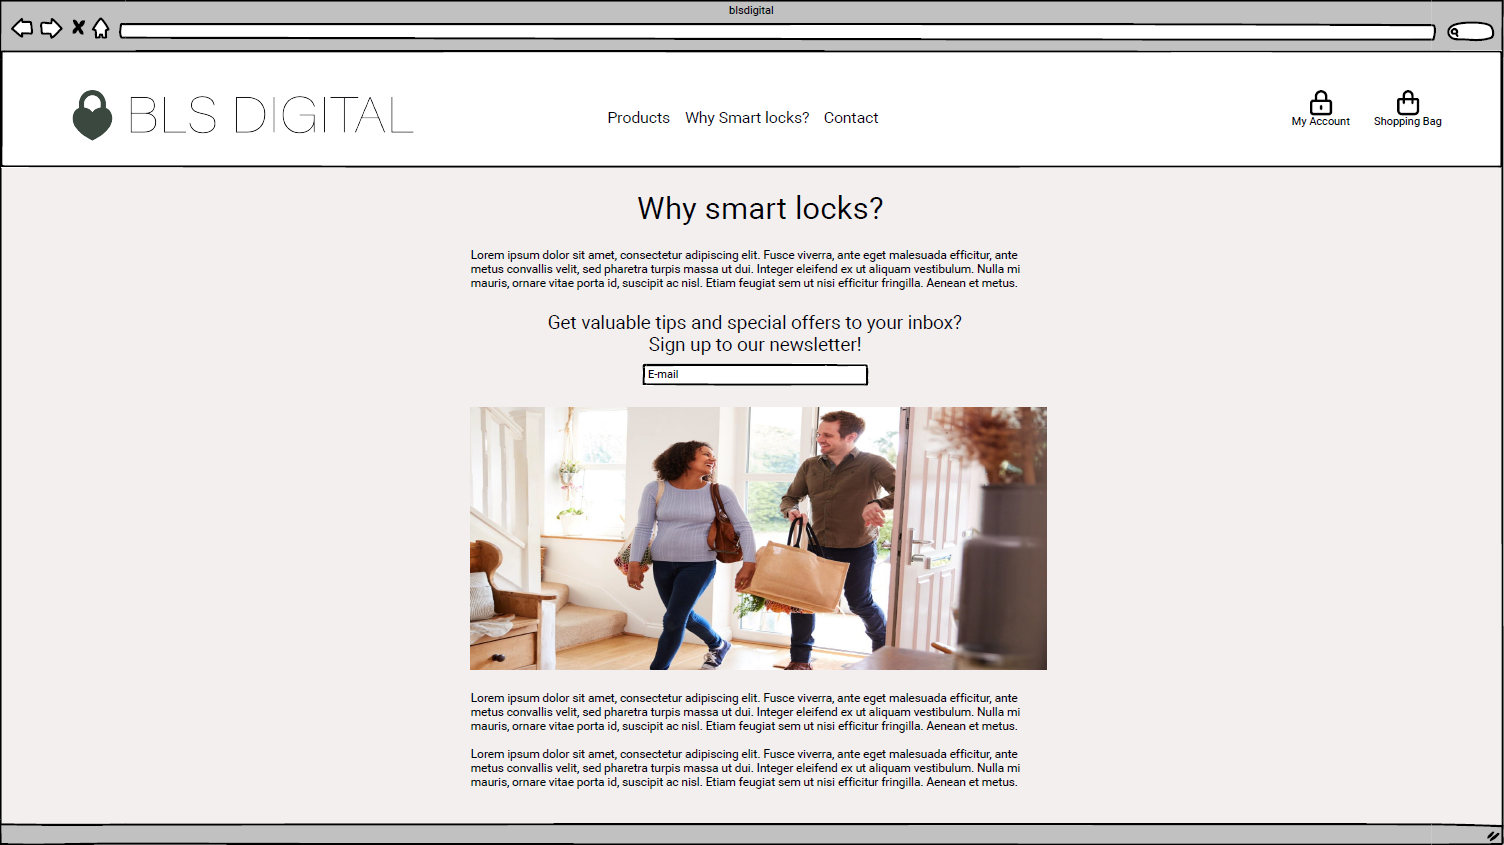 blsdigital
BLS DIGITAL
Products Why Smart locks? Contact
My Account Shopping Bag
Why smart locks?
Lorem ipsum dolor sit amet, consectetur adipiscing elit. Fusce viverra, ante eget malesuada efficitur, ante
metus convallis velit, sed pharetra turpis massa ut dui. Integer eleifend ex ut aliquam vestibulum. Nulla mi
mauris, ornare vitae porta id, suscipit ac nisl. Etiam feugiat sem ut nisi efficitur fringilla. Aenean et metus.
Get valuable tips and special offers to your inbox?
Sign up to our newsletter!
E-mail
Lorem ipsum dolor sit amet, consectetur adipiscing elit. Fusce viverra, ante eget malesuada efficitur, ante
metus convallis velit, sed pharetra turpis massa ut dui. Integer eleifend ex ut aliquam vestibulum. Nulla mi
mauris, ornare vitae porta id, suscipit ac nisl. Etiam feugiat sem ut nisi efficitur fringilla. Aenean et metus.
Lorem ipsum dolor sit amet, consectetur adipiscing elit. Fusce viverra, ante eget malesuada efficitur, ante
metus convallis velit, sed pharetra turpis massa ut dui. Integer eleifend ex ut aliquam vestibulum. Nulla mi
mauris, ornare vitae porta id, suscipit ac nisl. Etiam feugiat sem ut nisi efficitur fringilla. Aenean et metus.